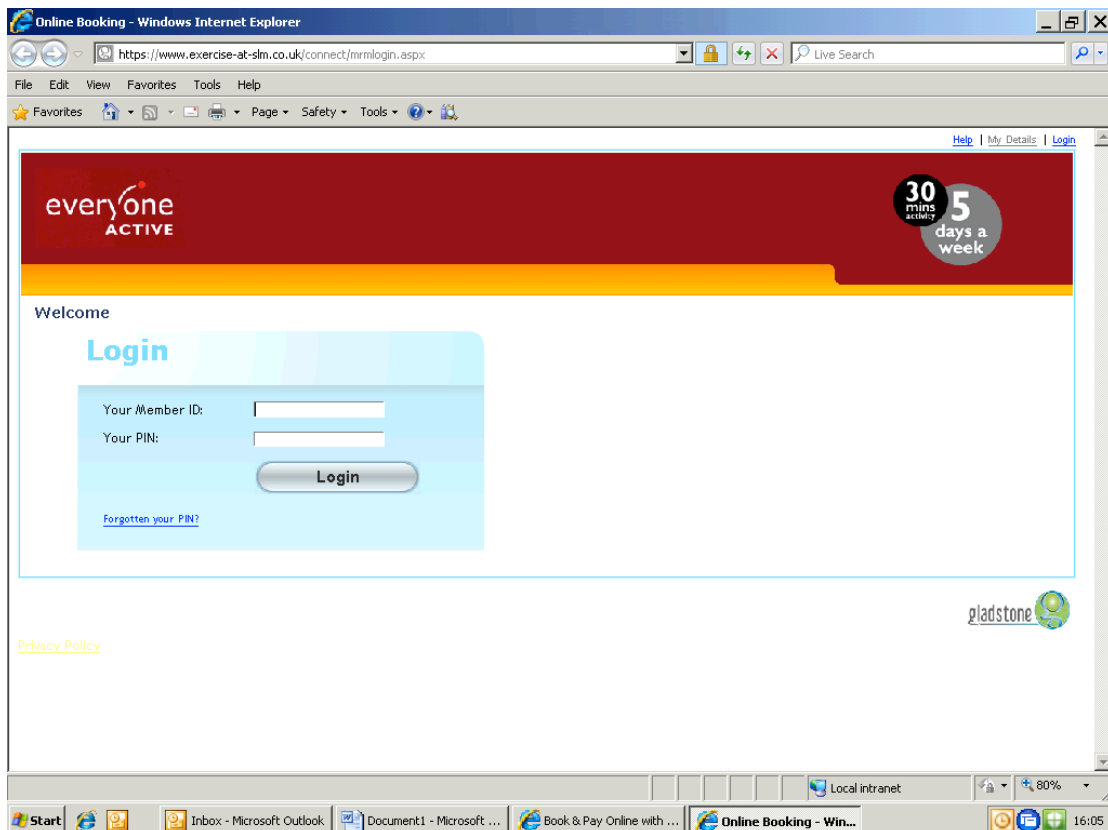 Online Booking - Windows Internet Explorer
https://www.exercise-at-slm.co.uk/connect/mrmlogin.aspx
Live Search
File Edit View Favorites Tools Help
Favorites Page Safety Tools
Help | My Details | Login
everyone
ACTIVE
30
mins
activity
5
days a
week
Welcome
Login
Your Member ID:
Your PIN:
Login
Forgotten your PIN?
gladstone
Privacy Policy
Local intranet 80%
Start Inbox - Microsoft Outlook Document1 - Microsoft ... Book & Pay Online with ... Online Booking - Win... 16:05